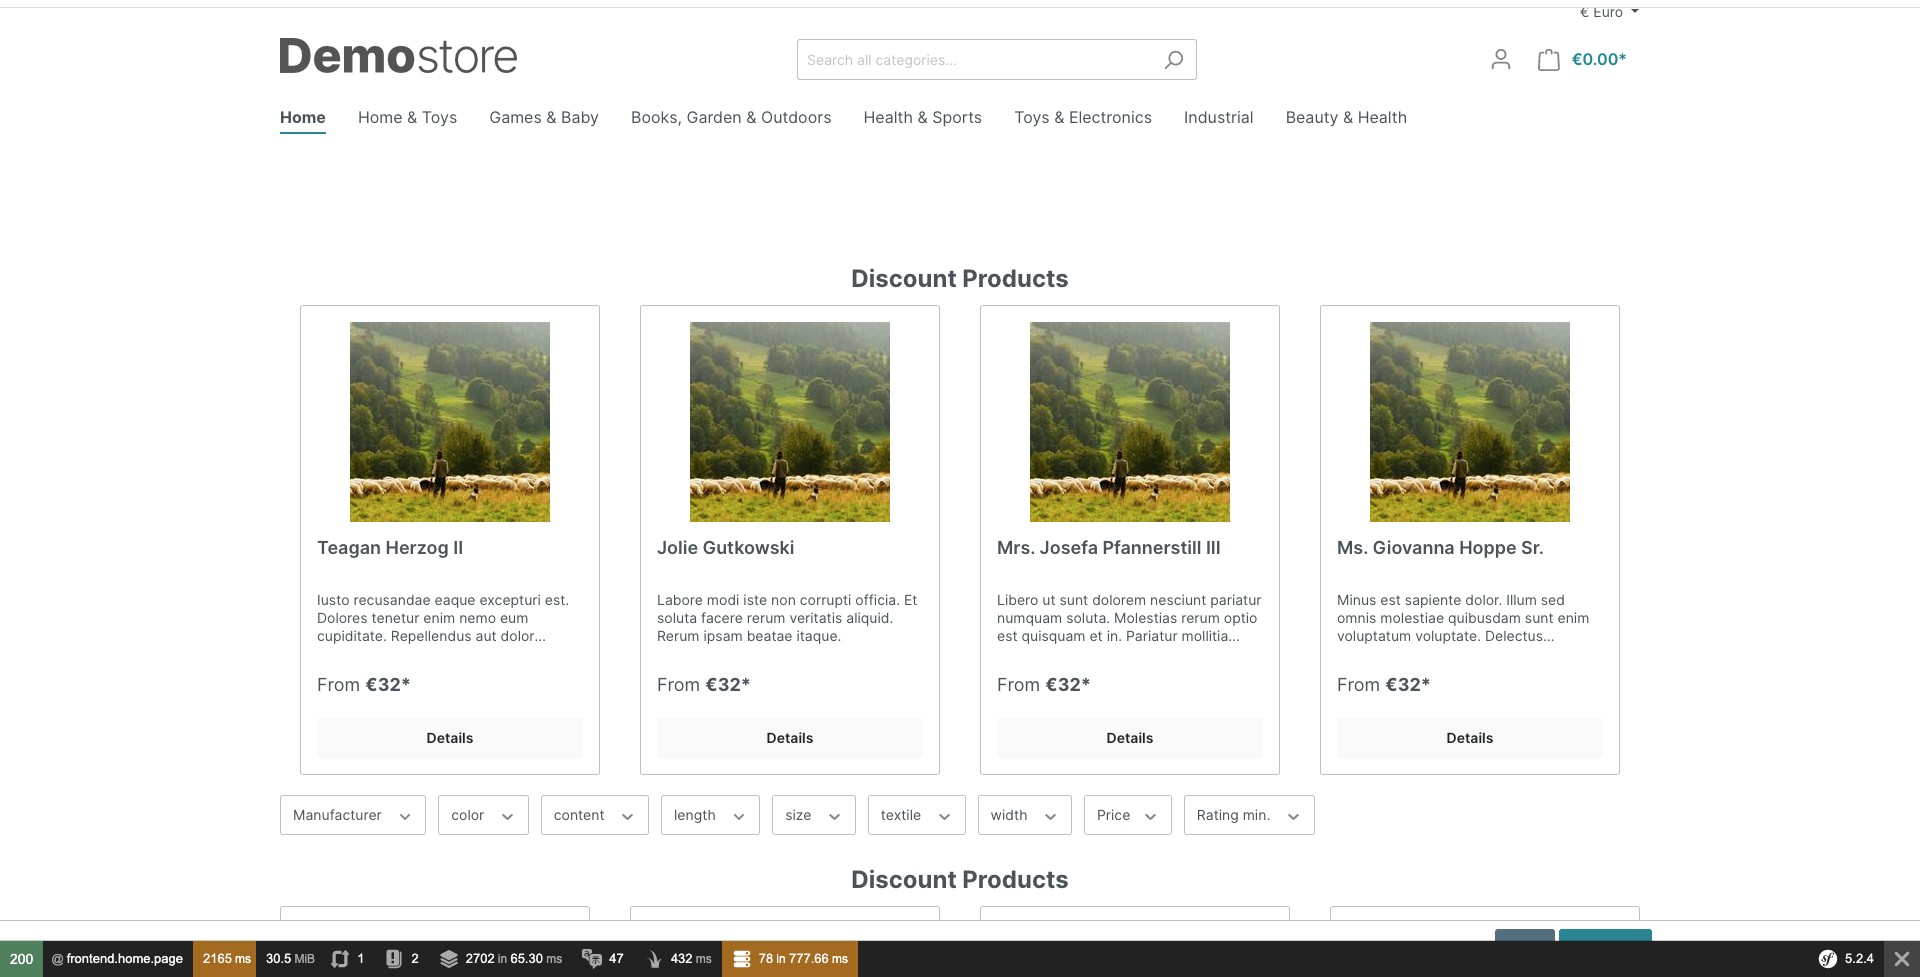 € Euro
Demostore
Search all categories...
€0.00*
Home Home & Toys Games & Baby Books, Garden & Outdoors Health & Sports Toys & Electronics Industrial Beauty & Health
Discount Products
Teagan Herzog II
Iusto recusandae eaque excepturi est.
Dolores tenetur enim nemo eum
cupiditate. Repellendus aut dolor...
From €32*
Details
Jolie Gutkowski
Labore modi iste non corrupti officia. Et
soluta facere rerum veritatis aliquid.
Rerum ipsam beatae itaque.
From €32*
Details
Mrs. Josefa Pfannerstill III
Libero ut sunt dolorem nesciunt pariatur
numquam soluta. Molestias rerum optio
est quisquam et in. Pariatur mollitia...
From €32*
Details
Ms. Giovanna Hoppe Sr.
Minus est sapiente dolor. Illum sed
omnis molestiae quibusdam sunt enim
voluptatum voluptate. Delectus...
From €32*
Details
Manufacturer color content length size textile width Price Rating min.
Discount Products
200 @ frontend.home.page 2165 ms 30.5 MiB 1 2 2702 in 65.30 ms 47 432 ms 78 in 777.66 ms sf 5.2.4